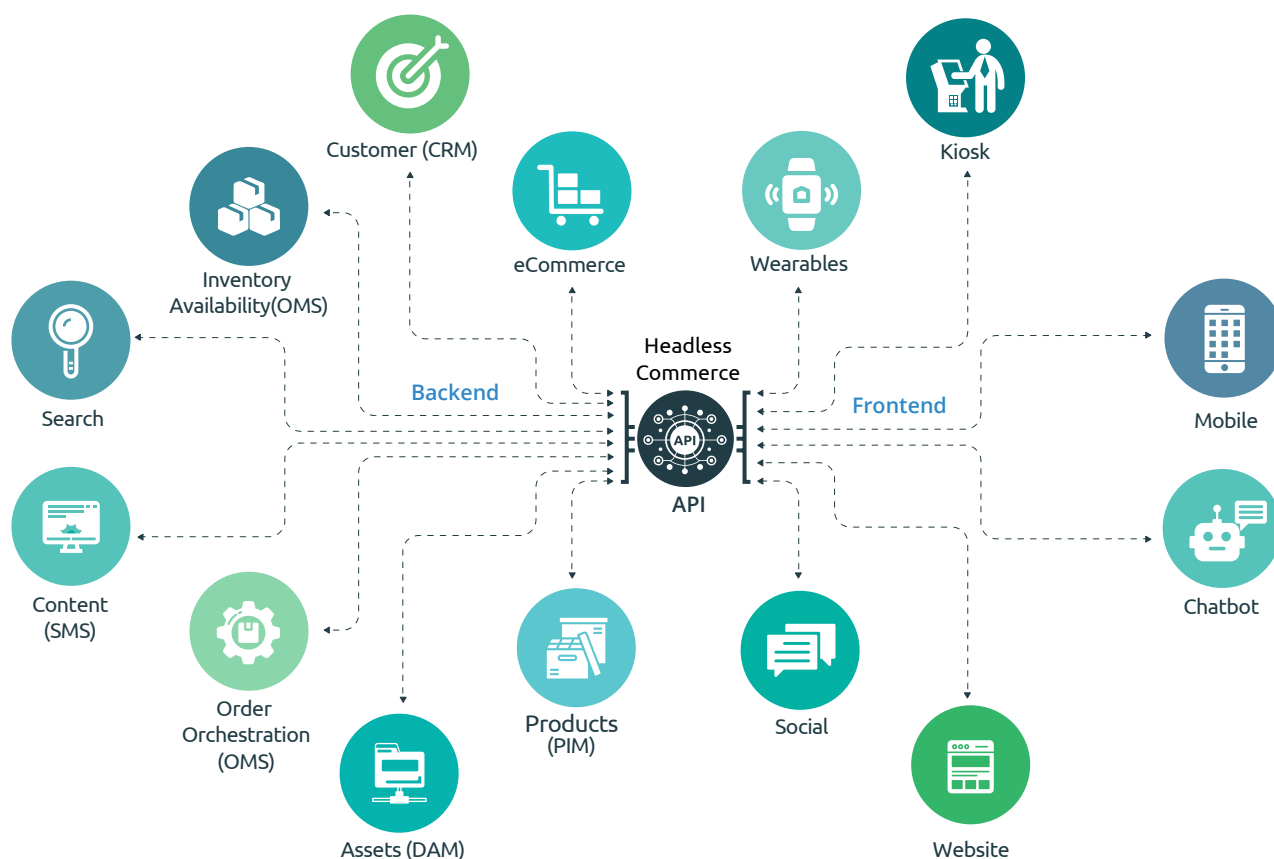 Customer (CRM)
Kiosk
eCommerce
Wearables
Inventory
Availability(OMS)
Headless
Commerce
Backend
Frontend
Search
Mobile
API
API
Content
(SMS)
Chatbot
Order
Orchestration
(OMS)
Products
(PIM)
Social
Assets (DAM)
Website